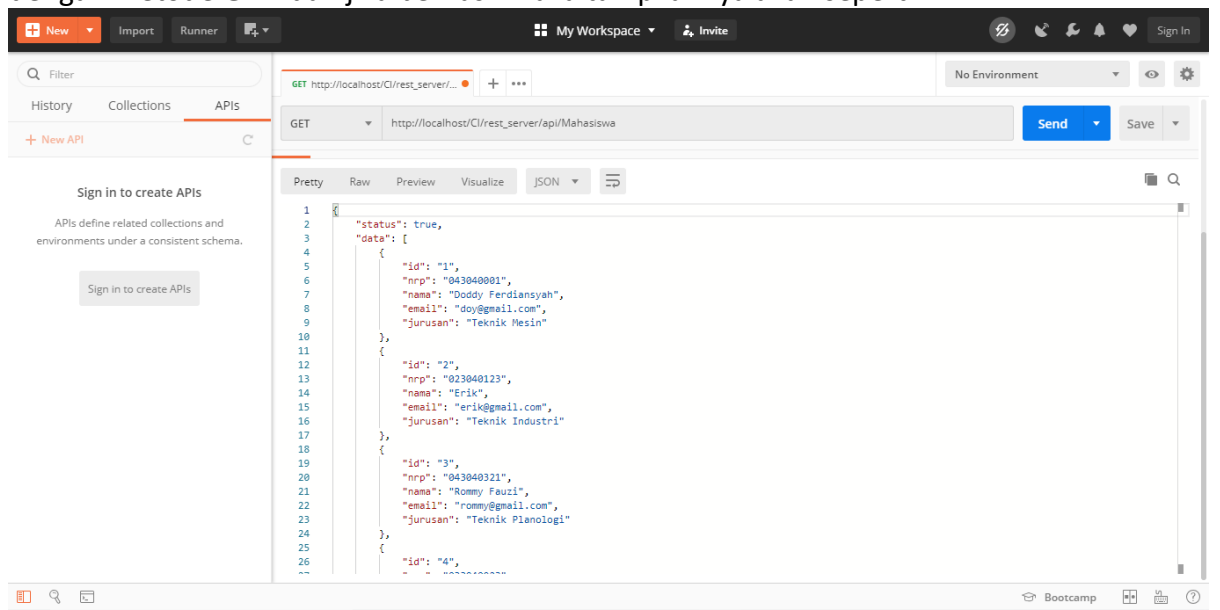 New Import Runner My Workspace Invite Sign In
Filter
History Collections APIs
+ New API
Sign in to create APIs
APIs define related collections and
environments under a consistent schema.
Sign in to create APIs
GET http://localhost/CI/rest_server/... + •••
No Environment
GET http://localhost/CI/rest_server/api/Mahasiswa Send Save
Pretty Raw Preview Visualize JSON
1 {
2 "status": true,
3 "data": [
4 {
5 "id": "1",
6 "nrp": "043040001",
7 "nama": "Doddy Ferdiansyah",
8 "email": "doy@gmail.com",
9 "jurusan": "Teknik Mesin"
10 },
11 {
12 "id": "2",
13 "nrp": "023040123",
14 "nama": "Erik",
15 "email": "erik@gmail.com",
16 "jurusan": "Teknik Industri"
17 },
18 {
19 "id": "3",
20 "nrp": "043040321",
21 "nama": "Rommy Fauzi",
22 "email": "rommy@gmail.com",
23 "jurusan": "Teknik Planologi"
24 },
25 {
26 "id": "4",
Bootcamp